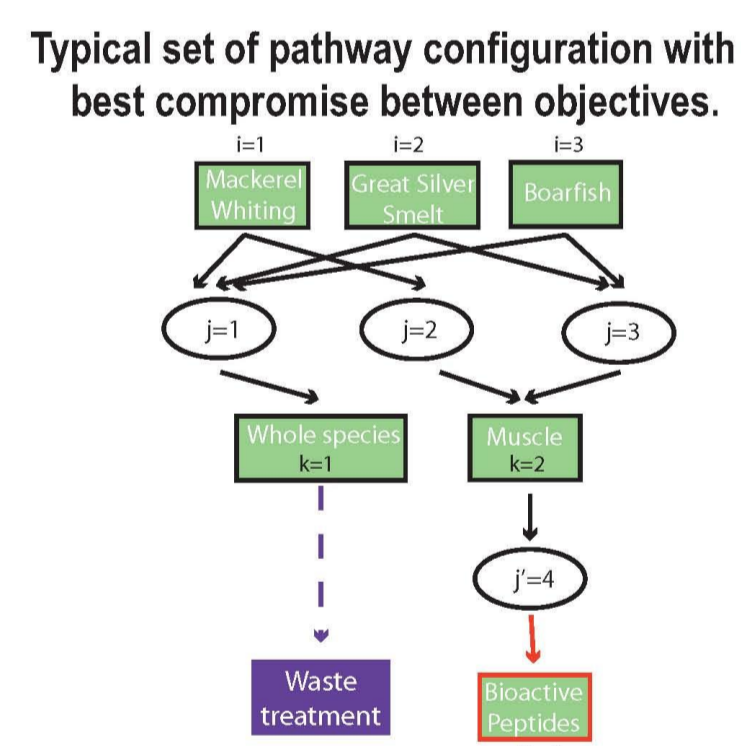 Typical set of pathway configuration with
best compromise between objectives.
i=1
i=2
i=3
Mackerel
Whiting
Great Silver
Smelt
Boarfish
j=1
j=2
j=3
Whole species
k=1
Muscle
k=2
j'=4
Waste
treatment
Bioactive
Peptides